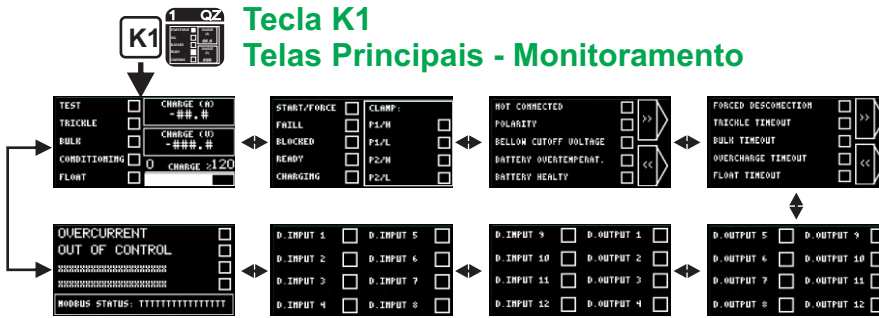 1 QZ
K1
Tecla K1
Telas Principais - Monitoramento
TEST
TRICKLE
BULK
CONDITIONING
FLOAT
CHARGE (A)
-##.#
CHARGE (V)
-###.#
0 CHARGE %120
START/FORCE
FAILL
BLOCKED
READY
CHARGING
CLAMP:
P1/H
P1/L
P2/H
P2/L
NOT CONNECTED
POLARITY
BELLOW CUTOFF VOLTAGE
BATTERY OVERTEMPERAT.
BATTERY HEALTY
>>
<<
FORCED DESCONECTION
TRICKLE TIMEOUT
BULK TIMEOUT
OVERCHARGE TIMEOUT
FLOAT TIMEOUT
>>
<<
OVERCURRENT
OUT OF CONTROL
MODBUS STATUS: TTTTTTTTTTTTTTTT
D.INPUT 1 D.INPUT 5
D.INPUT 2 D.INPUT 6
D.INPUT 3 D.INPUT 7
D.INPUT 4 D.INPUT 8
D.INPUT 9 D.OUTPUT 1
D.INPUT 10 D.OUTPUT 2
D.INPUT 11 D.OUTPUT 3
D.INPUT 12 D.OUTPUT 4
D.OUTPUT 5 D.OUTPUT 9
D.OUTPUT 6 D.OUTPUT 10
D.OUTPUT 7 D.OUTPUT 11
D.OUTPUT 8 D.OUTPUT 12